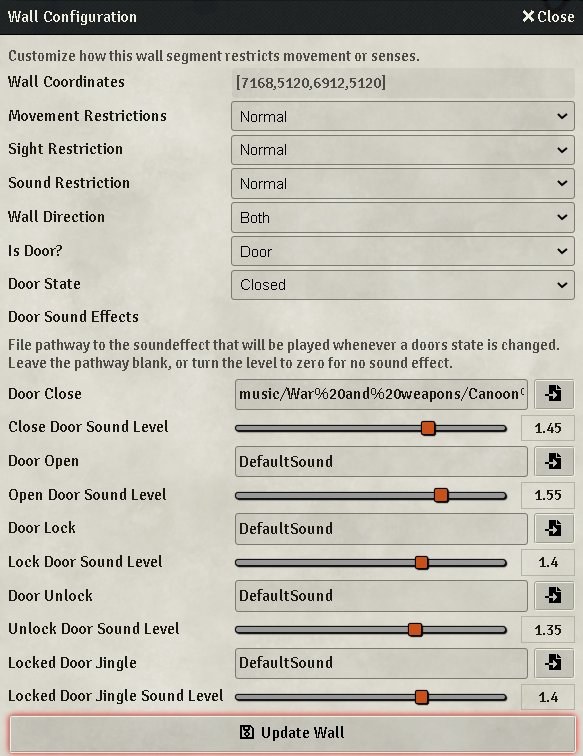 Wall Configuration
Close
Customize how this wall segment restricts movement or senses.
Wall Coordinates [7168,5120,6912,5120]
Movement Restrictions Normal
Sight Restriction Normal
Sound Restriction Normal
Wall Direction Both
Is Door? Door
Door State Closed
Door Sound Effects
File pathway to the soundeffect that will be played whenever a doors state is changed.
Leave the pathway blank, or turn the level to zero for no sound effect.
Door Close music/War%20and%20weapons/Canoon
Close Door Sound Level 1.45
Door Open DefaultSound
Open Door Sound Level 1.55
Door Lock DefaultSound
Lock Door Sound Level 1.4
Door Unlock DefaultSound
Unlock Door Sound Level 1.35
Locked Door Jingle DefaultSound
Locked Door Jingle Sound Level 1.4
Update Wall